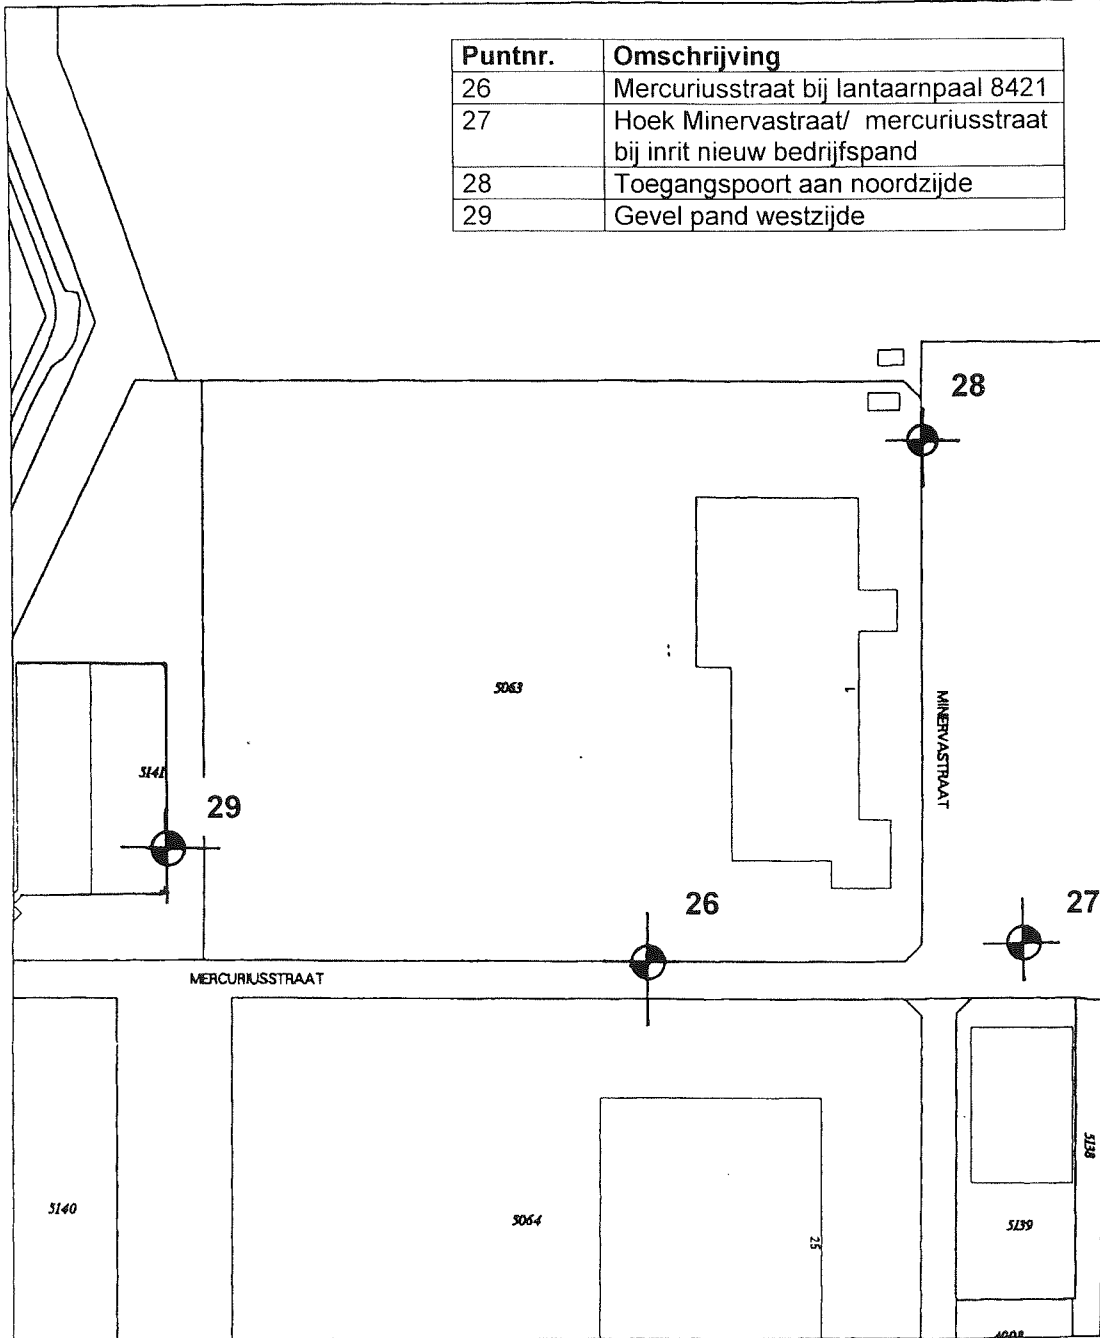 Puntnr. Omschrijving
26 Mercuriusstraat bij lantaarnpaal 8421
27 Hoek Minervastraat/ mercuriusstraat
bij inrit nieuw bedrijfspand
28 Toegangspoort aan noordzijde
29 Gevel pand westzijde
28
5063
1
MINERVASTRAAT
5141
29
26
27
MERCURIUSSTRAAT
5138
5140
5064
25
5139